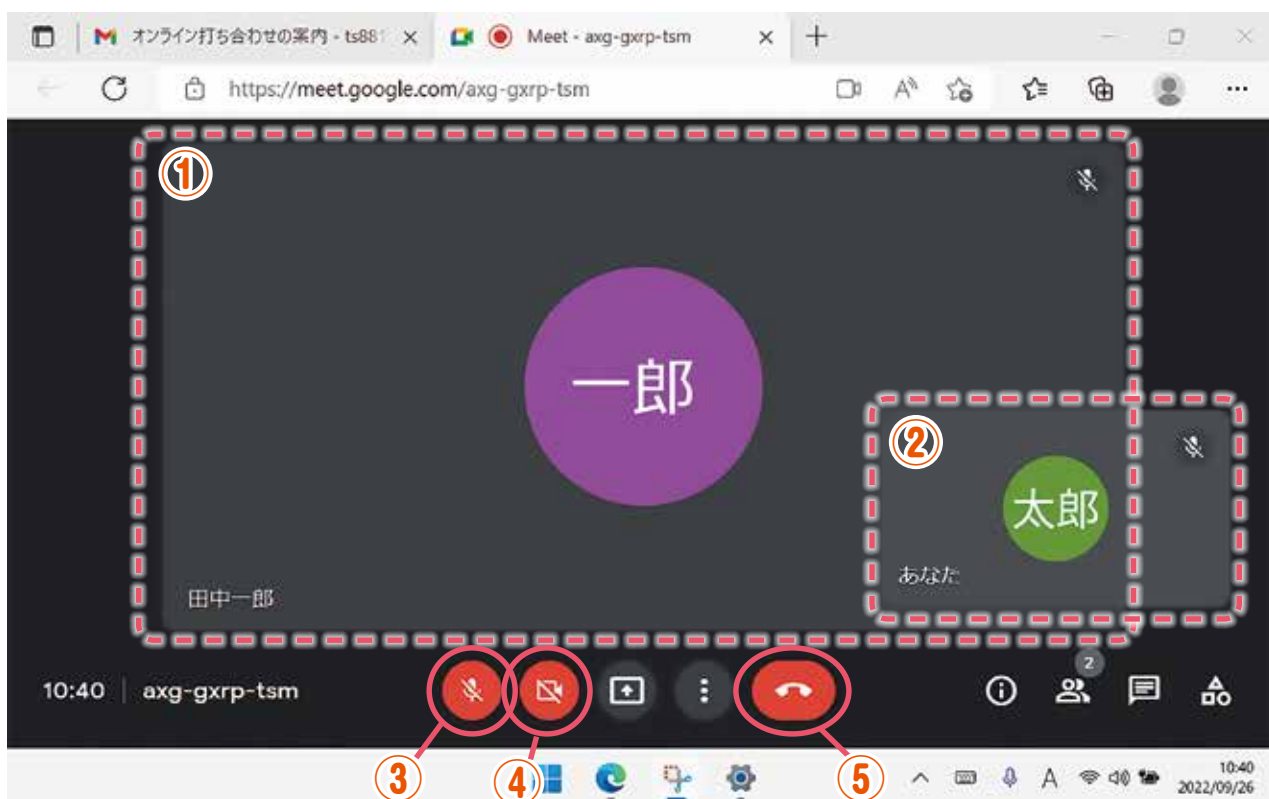 オンライン打ち合わせの案内 - ts881
Meet - axg-gxrp-tsm
https://meet.google.com/axg-gxrp-tsm
①
一郎
田中一郎
②
太郎
あなた
2
10:40 | axg-gxrp-tsm
③
④
⑤
A
10:40
2022/09/26